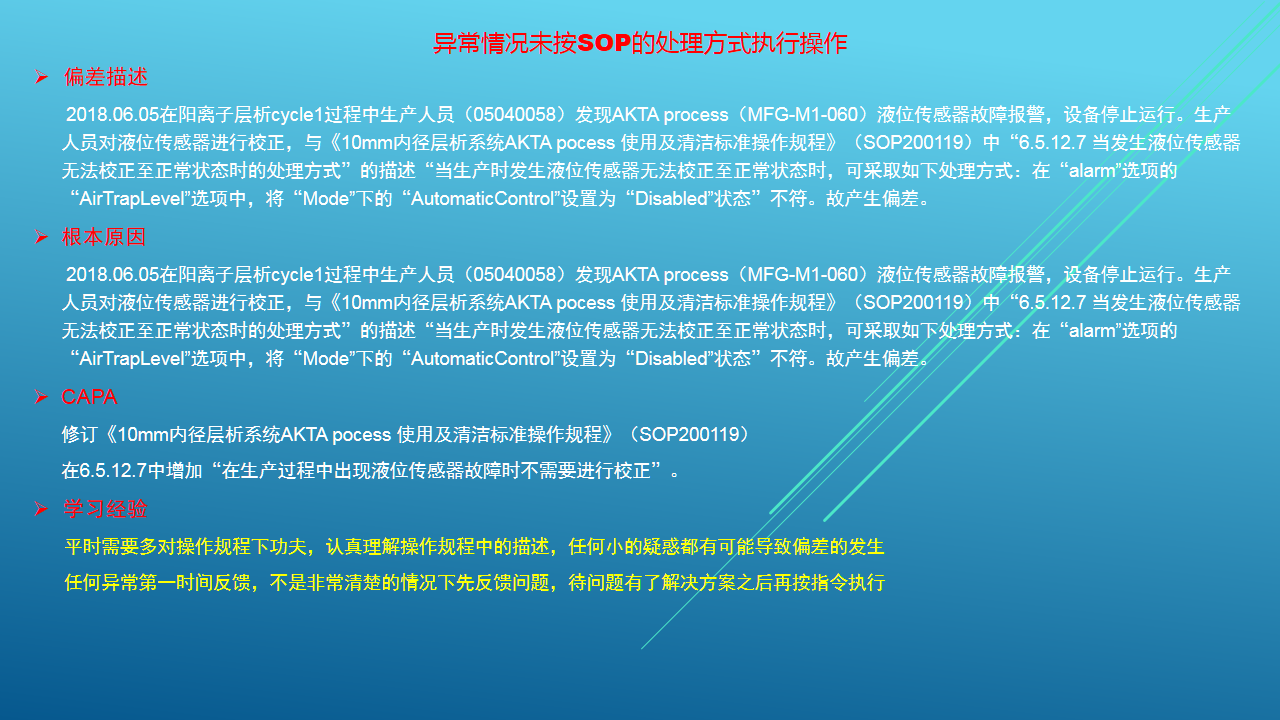 异常情况未按SOP的处理方式执行操作
偏差描述
2018.06.05在阳离子层析cycle1过程中生产人员（05040058）发现AKTA process（MFG-M1-060）液位传感器故障报警，设备停止运行。生产
人员对液位传感器进行校正，与《10mm内径层析系统AKTA pocess 使用及清洁标准操作规程》（SOP200119）中“6.5.12.7 当发生液位传感器
无法校正至正常状态时的处理方式”的描述“当生产时发生液位传感器无法校正至正常状态时，可采取如下处理方式：在“alarm”选项的
“AirTrapLevel”选项中，将“Mode”下的“AutomaticControl”设置为“Disabled”状态”不符。故产生偏差。
根本原因
2018.06.05在阳离子层析cycle1过程中生产人员（05040058）发现AKTA process（MFG-M1-060）液位传感器故障报警，设备停止运行。生产
人员对液位传感器进行校正，与《10mm内径层析系统AKTA pocess 使用及清洁标准操作规程》（SOP200119）中“6.5.12.7 当发生液位传感器
无法校正至正常状态时的处理方式”的描述“当生产时发生液位传感器无法校正至正常状态时，可采取如下处理方式：在“alarm”选项的
“AirTrapLevel”选项中，将“Mode”下的“AutomaticControl”设置为“Disabled”状态”不符。故产生偏差。
CAPA
修订《10mm内径层析系统AKTA pocess 使用及清洁标准操作规程》（SOP200119）
在6.5.12.7中增加“在生产过程中出现液位传感器故障时不需要进行校正”。
学习经验
平时需要多对操作规程下功夫，认真理解操作规程中的描述，任何小的疑惑都有可能导致偏差的发生
任何异常第一时间反馈，不是非常清楚的情况下先反馈问题，待问题有了解决方案之后再按指令执行